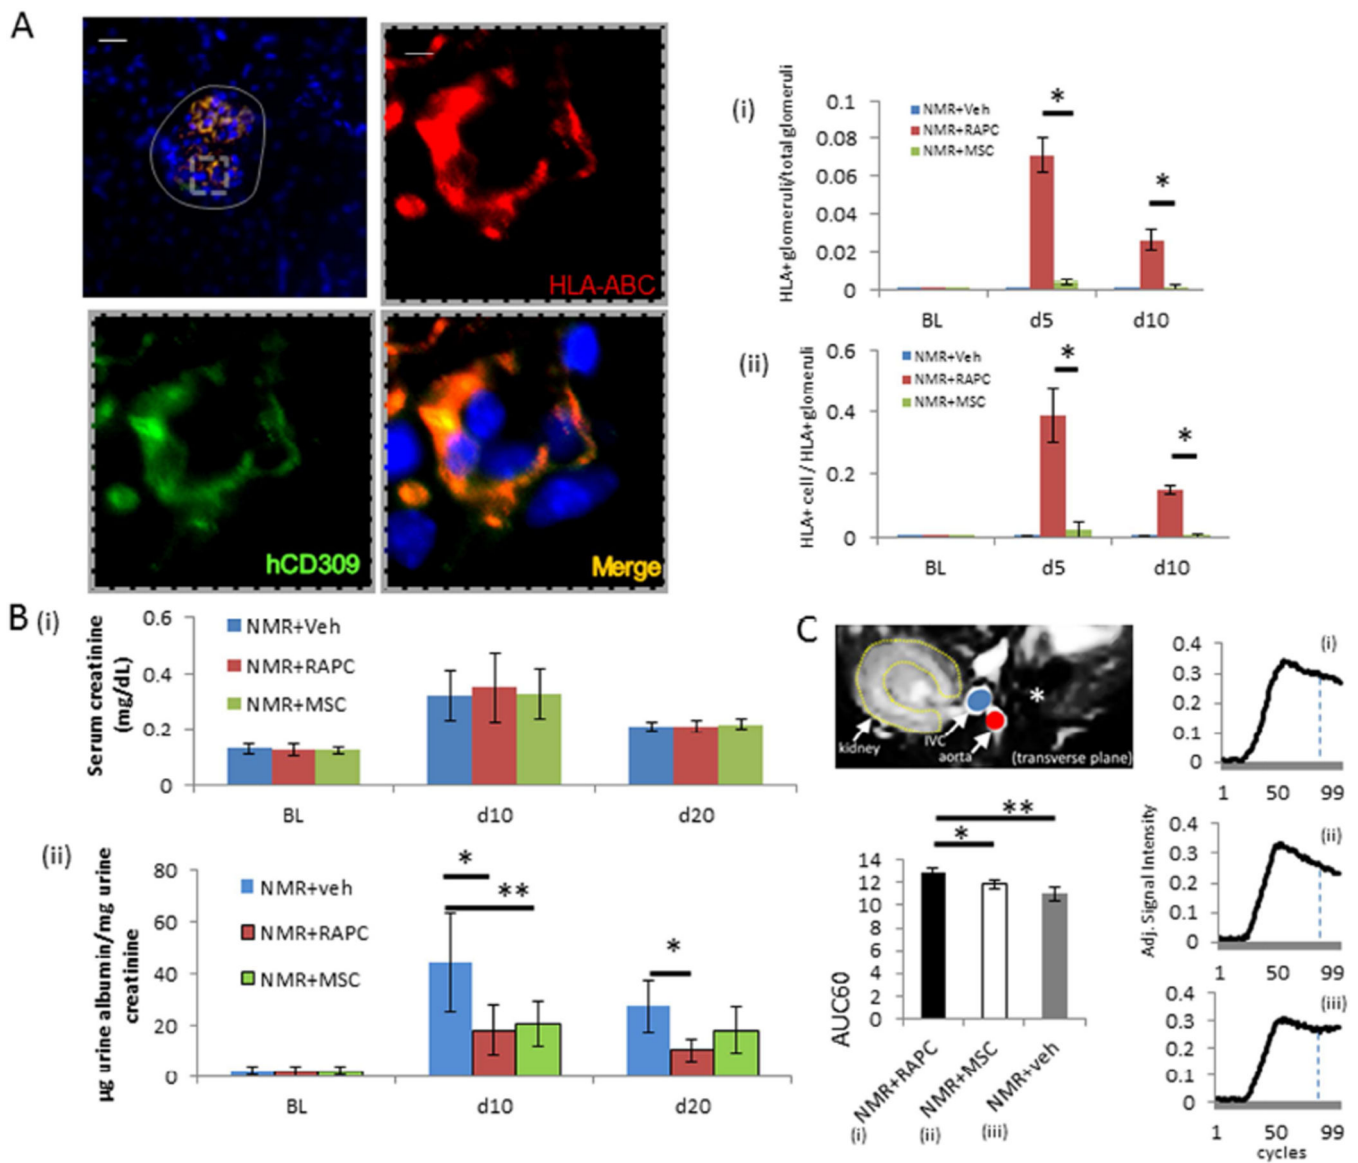 A
HLA-ABC
hCD309
Merge
(i)
HLA+glomeruli/totalglomeruli
0.1
0.08
0.06
0.04
0.02
0
NMR+Veh
NMR+RAPC
NMR+MSC
*
*
BL d5 d10
(ii)
HLA+ cell / HLA+glomeruli
0.6
0.4
0.2
0
NMR+Veh
NMR+RAPC
NMR+MSC
*
*
BL d5 d10
B (i)
Serum creatinine
(mg/dL)
0.6
0.4
0.2
0
NMR+Veh
NMR+RAPC
NMR+MSC
BL d10 d20
(ii)
µg urine albumin/mg urine
creatinine
80
60
40
20
0
NMR+veh
NMR+RAPC
NMR+MSC
*
**
*
BL d10 d20
C
kidney
IVC
aorta
*
(transverse plane)
**
*
AUC60
14
12
10
8
6
4
2
0
NMR+RAPC
NMR+MSC
NMR+veh
(i) (ii) (iii)
Adj. Signal Intensity
(i)
0.4
0.3
0.2
0.1
0
1 50 99
(ii)
0.4
0.3
0.2
0.1
0
1 50 99
(iii)
0.4
0.3
0.2
0.1
0
1 50 99
cycles